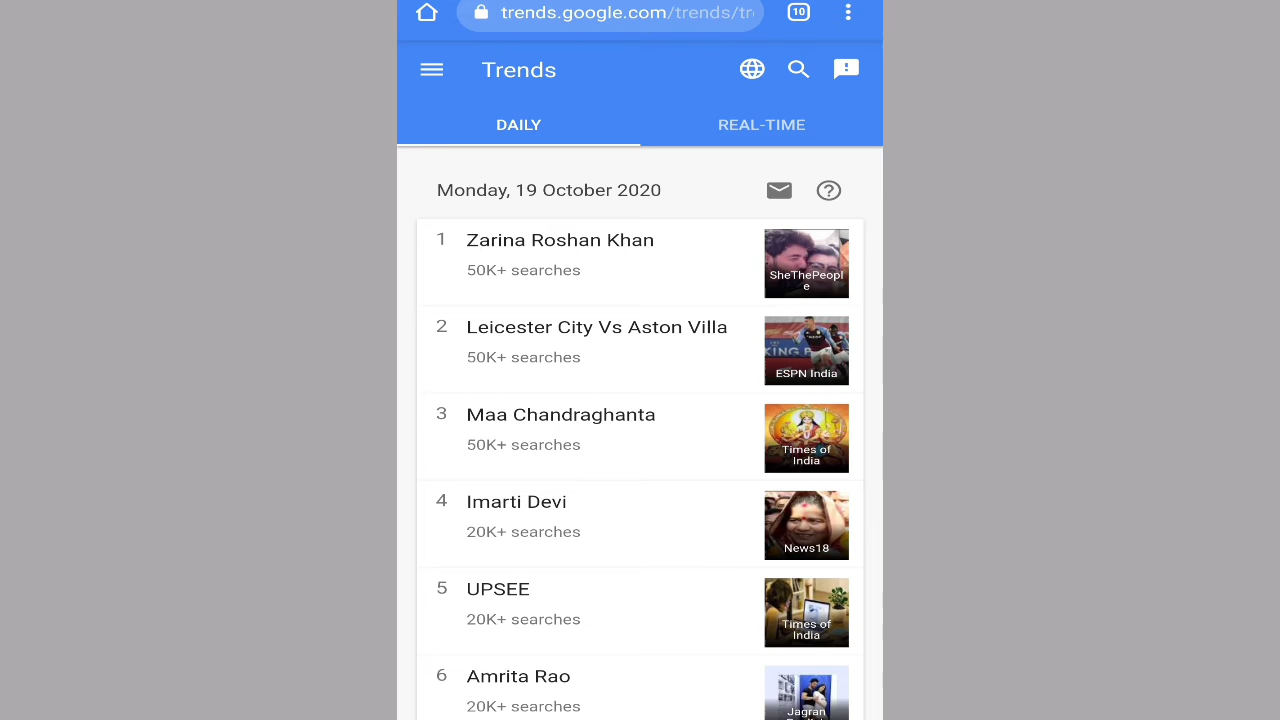 trends.google.com/trends/tr
10
Trends
DAILY
REAL-TIME
Monday, 19 October 2020
1
Zarina Roshan Khan
50K+ searches
SheThePeopl
e
2
Leicester City Vs Aston Villa
50K+ searches
ESPN India
3
Maa Chandraghanta
50K+ searches
Times of
India
4
Imarti Devi
20K+ searches
News18
5
UPSEE
20K+ searches
Times of
India
6
Amrita Rao
20K+ searches
Jagran